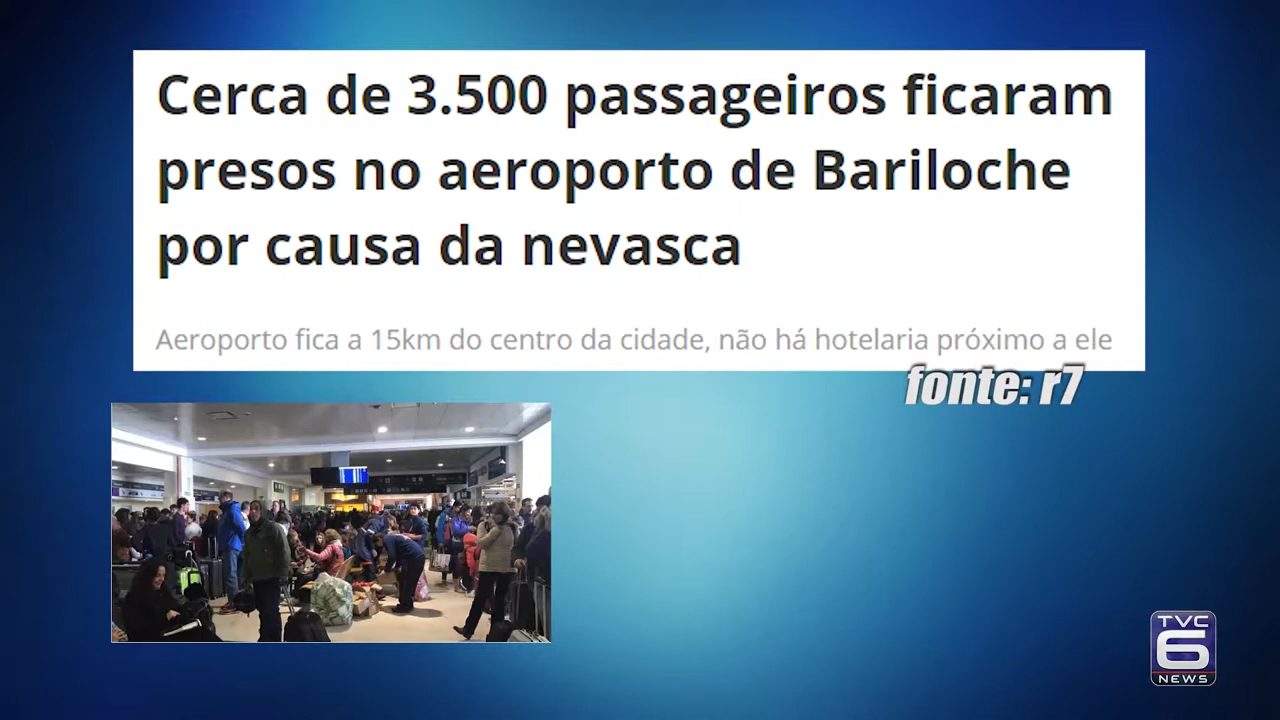 Cerca de 3.500 passageiros ficaram
presos no aeroporto de Bariloche
por causa da nevasca
Aeroporto fica a 15km do centro da cidade, não há hotelaria próximo a ele
fonte: r7
TVC
6
NEWS